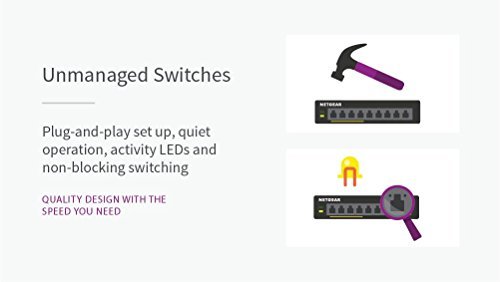 Unmanaged Switches
Plug-and-play set up, quiet
operation, activity LEDs and
non-blocking switching
QUALITY DESIGN WITH THE
SPEED YOU NEED
NETGEAR
NETGEAR